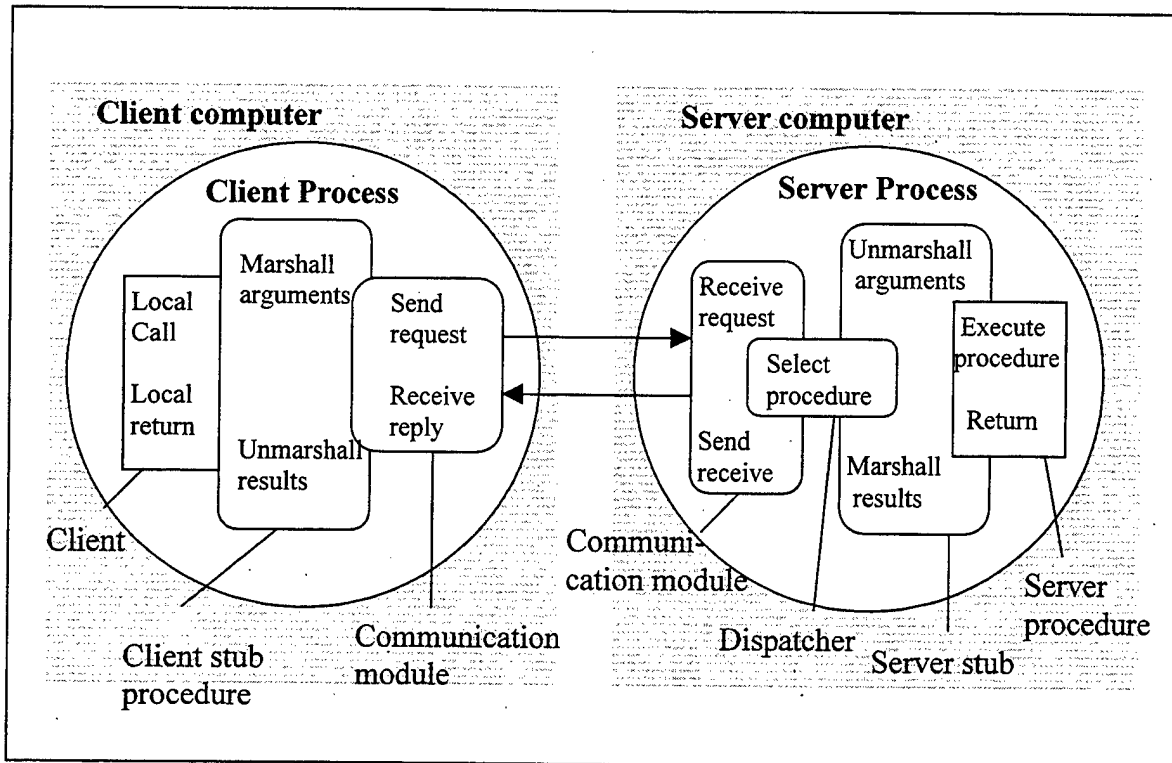 Client computer
Client Process
Local
Call
Local
return
Marshall
arguments
Unmarshall
results
Send
request
Receive
reply
Client
Client stub
procedure
Communication
module
Server computer
Server Process
Receive
request
Send
receive
Select
procedure
Unmarshall
arguments
Marshall
results
Execute
procedure
Return
Communi-
cation module
Dispatcher
Server stub
Server
procedure